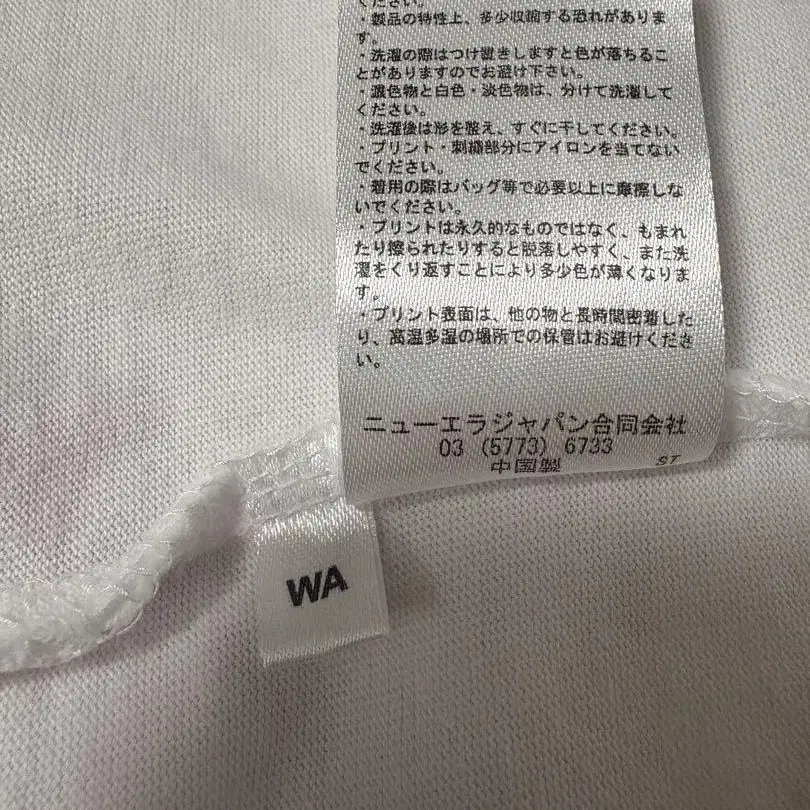 ください。
・製品の特性上、多少収縮する恐れがありま
す。
・洗濯の際はつけ置きしますと色が落ちるこ
とがありますのでお避け下さい。
・濃色物と白色・淡色物は、分けて洗濯して
ください。
・洗濯後は形を整え、すぐに干してください。
・プリント・刺繍部分にアイロンを当てない
でください。
・着用の際はバッグ等で必要以上に摩擦しな
いでください。
・プリントは永久的なものではなく、もまれ
たり擦られたりすると脱落しやすく、また洗
濯をくり返すことにより多少色が薄くなりま
す。
・プリント表面は、他の物と長時間密着した
り、高温多湿の場所での保管はお避けくださ
い。
ニューエラジャパン合同会社
03 (5773) 6733
中国製
ST
WA